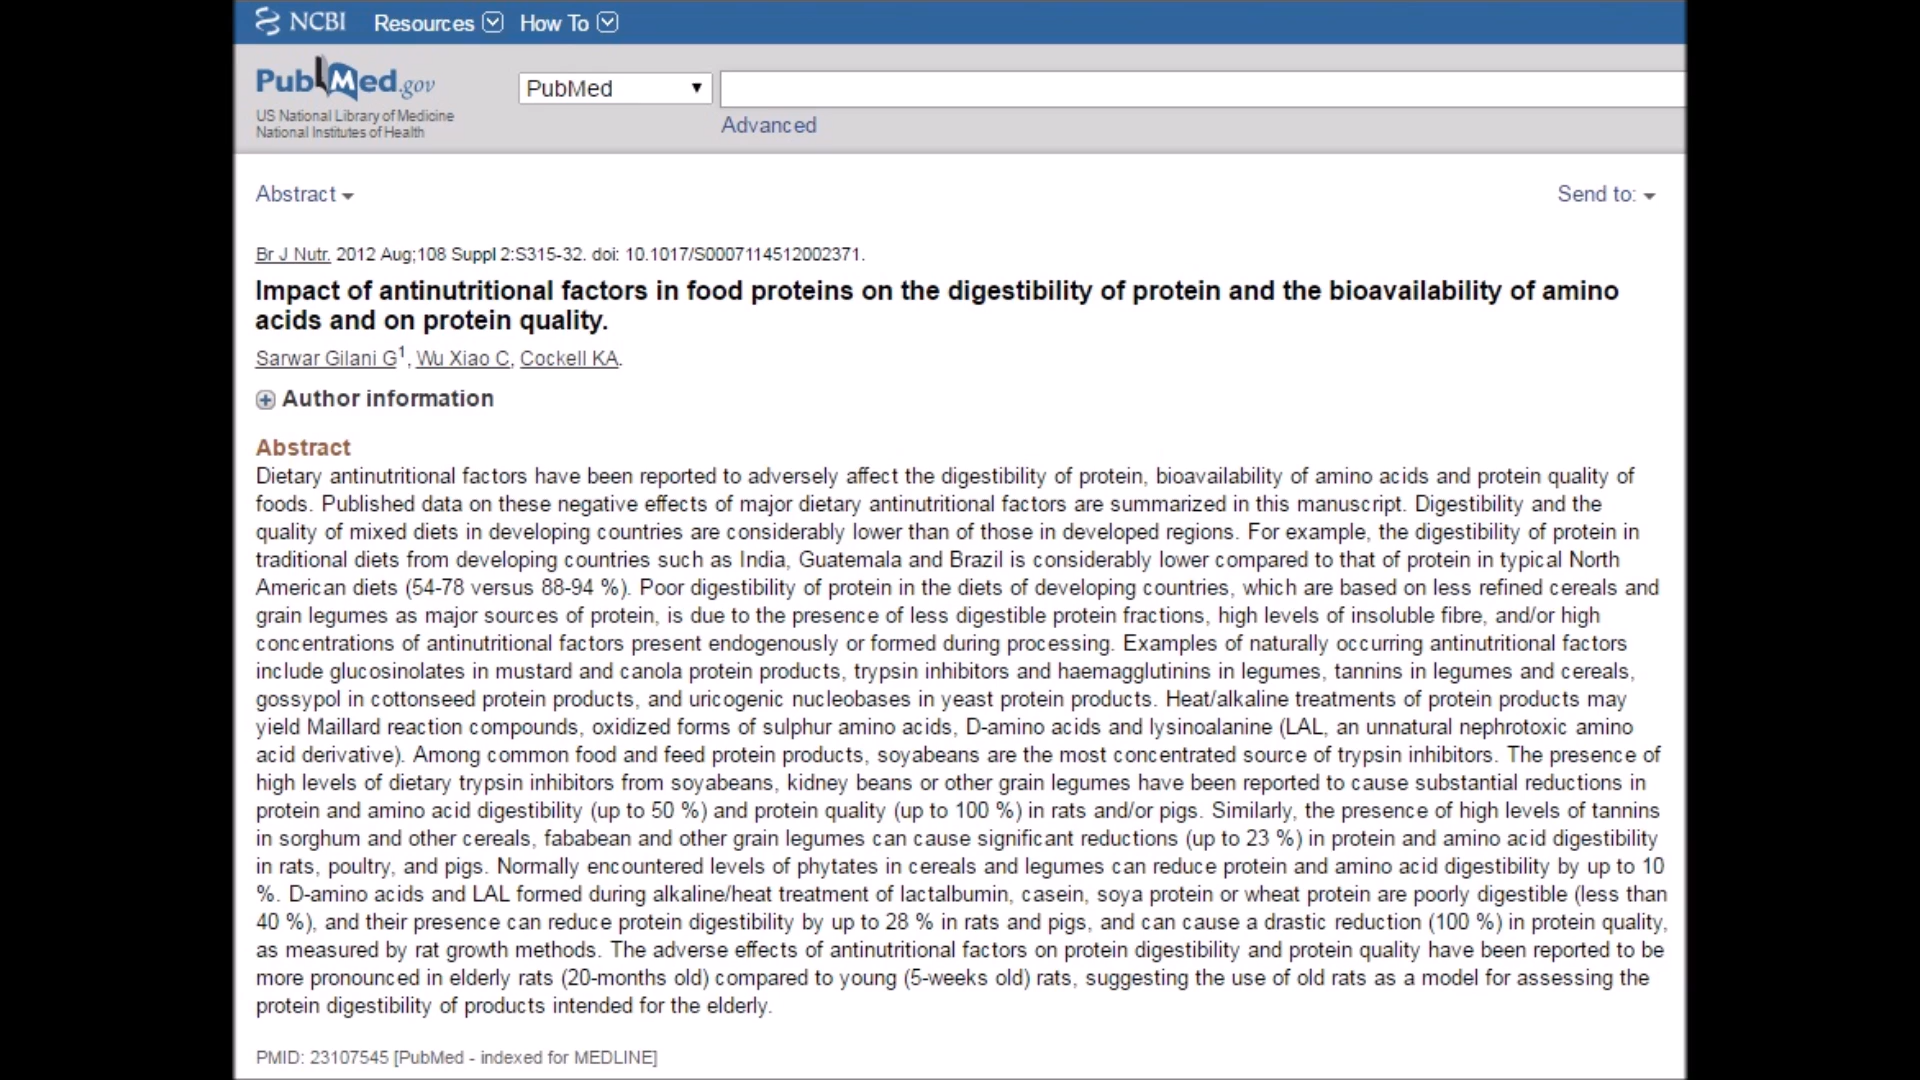 NCBI Resources How To
PubMed.gov
US National Library of Medicine
National Institutes of Health
PubMed
Advanced
Abstract
Send to:
Br J Nutr. 2012 Aug;108 Suppl 2:S315-32. doi: 10.1017/S0007114512002371.
Impact of antinutritional factors in food proteins on the digestibility of protein and the bioavailability of amino
acids and on protein quality.
Sarwar Gilani G1, Wu Xiao C, Cockell KA.
Author information
Abstract
Dietary antinutritional factors have been reported to adversely affect the digestibility of protein, bioavailability of amino acids and protein quality of
foods. Published data on these negative effects of major dietary antinutritional factors are summarized in this manuscript. Digestibility and the
quality of mixed diets in developing countries are considerably lower than of those in developed regions. For example, the digestibility of protein in
traditional diets from developing countries such as India, Guatemala and Brazil is considerably lower compared to that of protein in typical North
American diets (54-78 versus 88-94 %). Poor digestibility of protein in the diets of developing countries, which are based on less refined cereals and
grain legumes as major sources of protein, is due to the presence of less digestible protein fractions, high levels of insoluble fibre, and/or high
concentrations of antinutritional factors present endogenously or formed during processing. Examples of naturally occurring antinutritional factors
include glucosinolates in mustard and canola protein products, trypsin inhibitors and haemagglutinins in legumes, tannins in legumes and cereals,
gossypol in cottonseed protein products, and uricogenic nucleobases in yeast protein products. Heat/alkaline treatments of protein products may
yield Maillard reaction compounds, oxidized forms of sulphur amino acids, D-amino acids and lysinoalanine (LAL, an unnatural nephrotoxic amino
acid derivative). Among common food and feed protein products, soyabeans are the most concentrated source of trypsin inhibitors. The presence of
high levels of dietary trypsin inhibitors from soyabeans, kidney beans or other grain legumes have been reported to cause substantial reductions in
protein and amino acid digestibility (up to 50 %) and protein quality (up to 100 %) in rats and/or pigs. Similarly, the presence of high levels of tannins
in sorghum and other cereals, fababean and other grain legumes can cause significant reductions (up to 23 %) in protein and amino acid digestibility
in rats, poultry, and pigs. Normally encountered levels of phytates in cereals and legumes can reduce protein and amino acid digestibility by up to 10
%. D-amino acids and LAL formed during alkaline/heat treatment of lactalbumin, casein, soya protein or wheat protein are poorly digestible (less than
40 %), and their presence can reduce protein digestibility by up to 28 % in rats and pigs, and can cause a drastic reduction (100 %) in protein quality,
as measured by rat growth methods. The adverse effects of antinutritional factors on protein digestibility and protein quality have been reported to be
more pronounced in elderly rats (20-months old) compared to young (5-weeks old) rats, suggesting the use of old rats as a model for assessing the
protein digestibility of products intended for the elderly.
PMID: 23107545 [PubMed - indexed for MEDLINE]